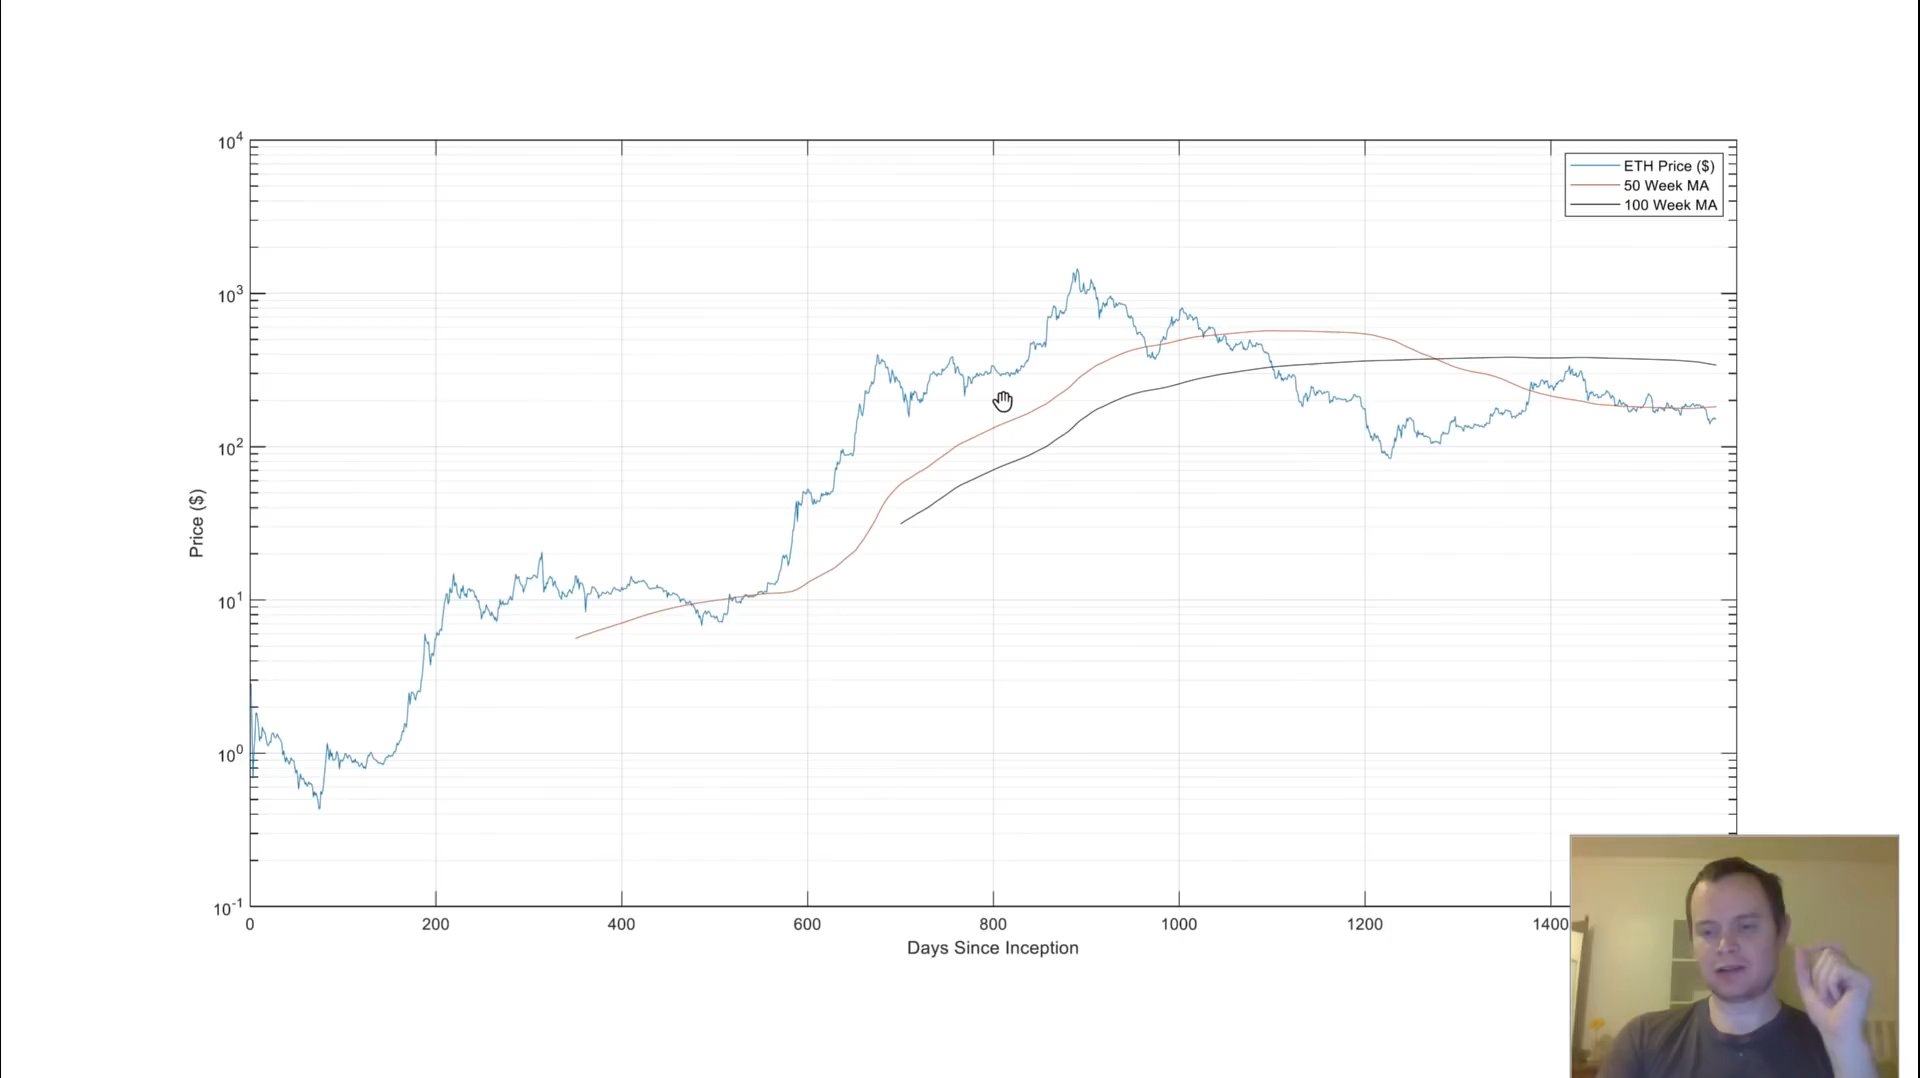 10^4
10^3
10^2
10^1
10^0
10^-1
Price ($)
0
200
400
600
800
1000
1200
1400
Days Since Inception
ETH Price ($)
50 Week MA
100 Week MA